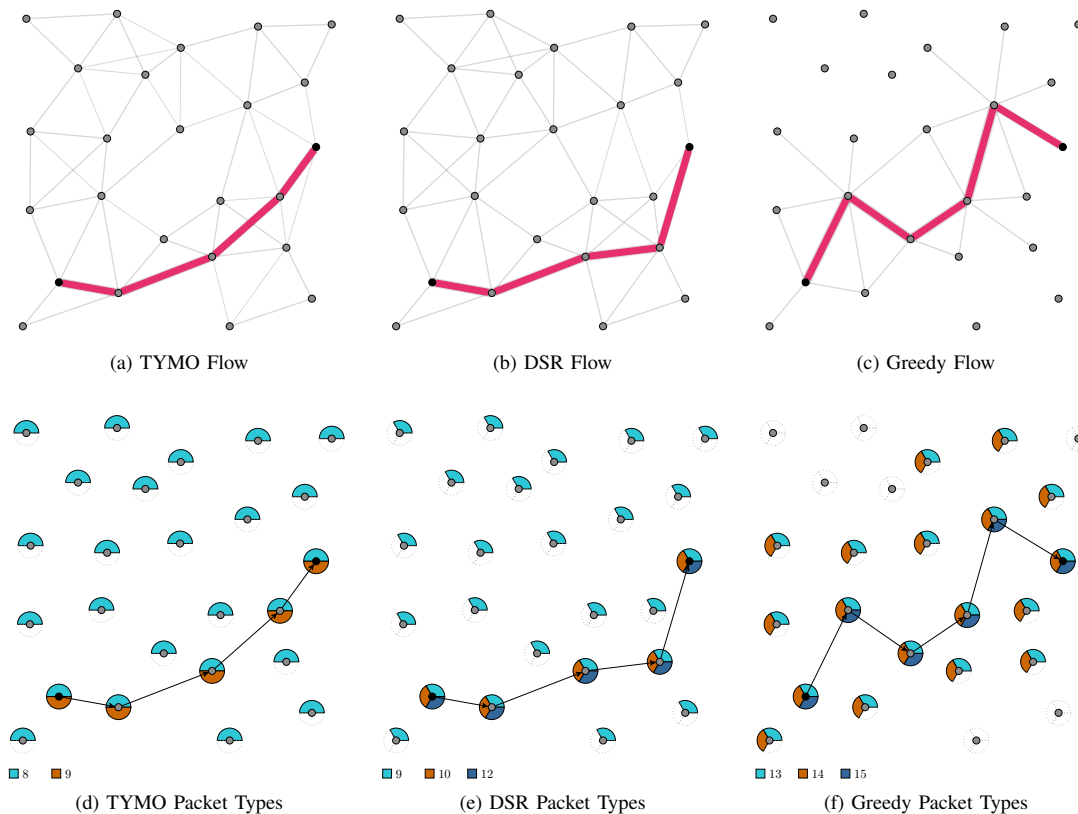 (a) TYMO Flow
(b) DSR Flow
(c) Greedy Flow
8 9
9 10 12
13 14 15
(d) TYMO Packet Types
(e) DSR Packet Types
(f) Greedy Packet Types